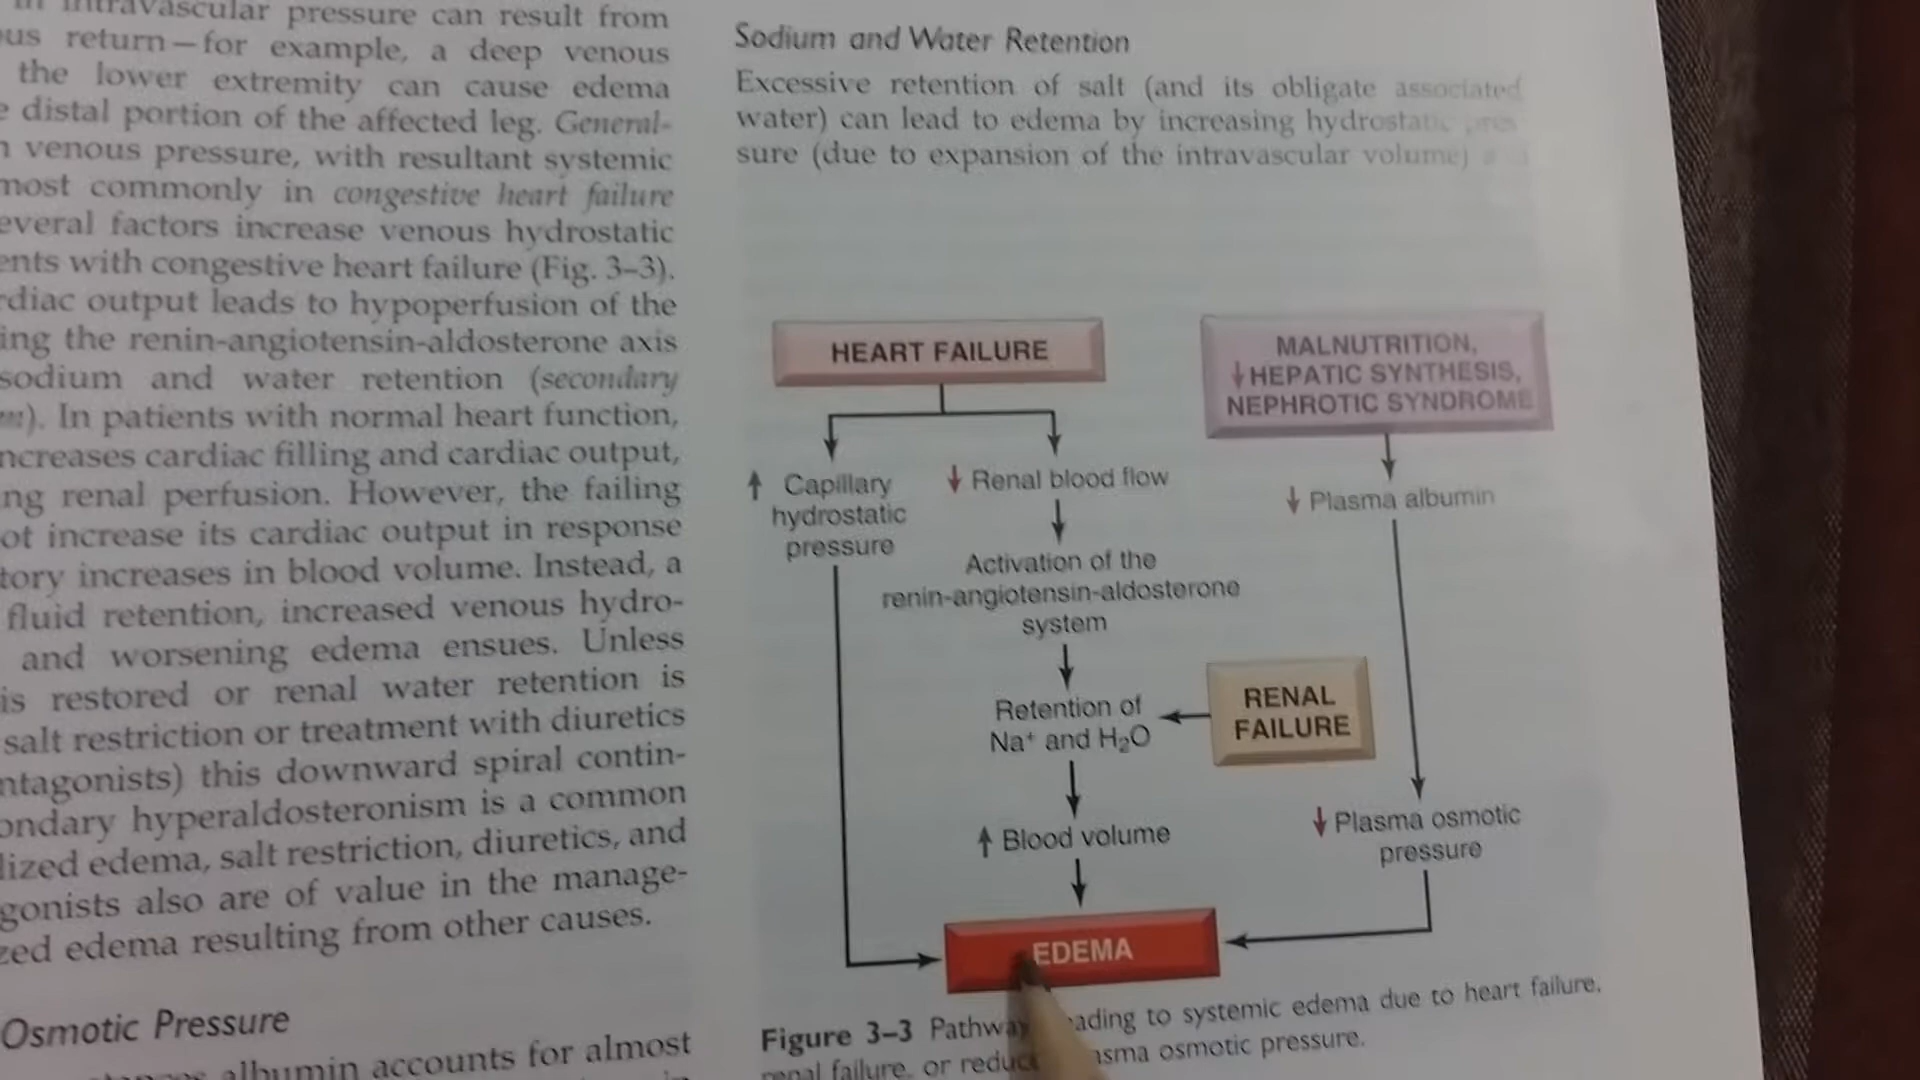 in intravascular pressure can result from
ous return—for example, a deep venous
the lower extremity can cause edema
e distal portion of the affected leg. General-
n venous pressure, with resultant systemic
most commonly in congestive heart failure
everal factors increase venous hydrostatic
ents with congestive heart failure (Fig. 3–3).
rdiac output leads to hypoperfusion of the
ing the renin-angiotensin-aldosterone axis
sodium and water retention (secondary
m). In patients with normal heart function,
ncreases cardiac filling and cardiac output,
ng renal perfusion. However, the failing
ot increase its cardiac output in response
tory increases in blood volume. Instead, a
fluid retention, increased venous hydro-
and worsening edema ensues. Unless
is restored or renal water retention is
salt restriction or treatment with diuretics
ntagonists) this downward spiral contin-
ondary hyperaldosteronism is a common
lized edema, salt restriction, diuretics, and
gonists also are of value in the manage-
zed edema resulting from other causes.
Osmotic Pressure
albumin accounts for almost
Sodium and Water Retention
Excessive retention of salt (and its obligate associated
water) can lead to edema by increasing hydrostatic pres
sure (due to expansion of the intravascular volume)
HEART FAILURE
MALNUTRITION,
↓HEPATIC SYNTHESIS,
NEPHROTIC SYNDROME
↑ Capillary
hydrostatic
pressure
↓ Renal blood flow
↓ Plasma albumin
Activation of the
renin-angiotensin-aldosterone
system
Retention of
Na⁺ and H₂O
RENAL
FAILURE
↑ Blood volume
↓ Plasma osmotic
pressure
EDEMA
Figure 3–3 Pathway ading to systemic edema due to heart failure,
renal failure, or reduc asma osmotic pressure.